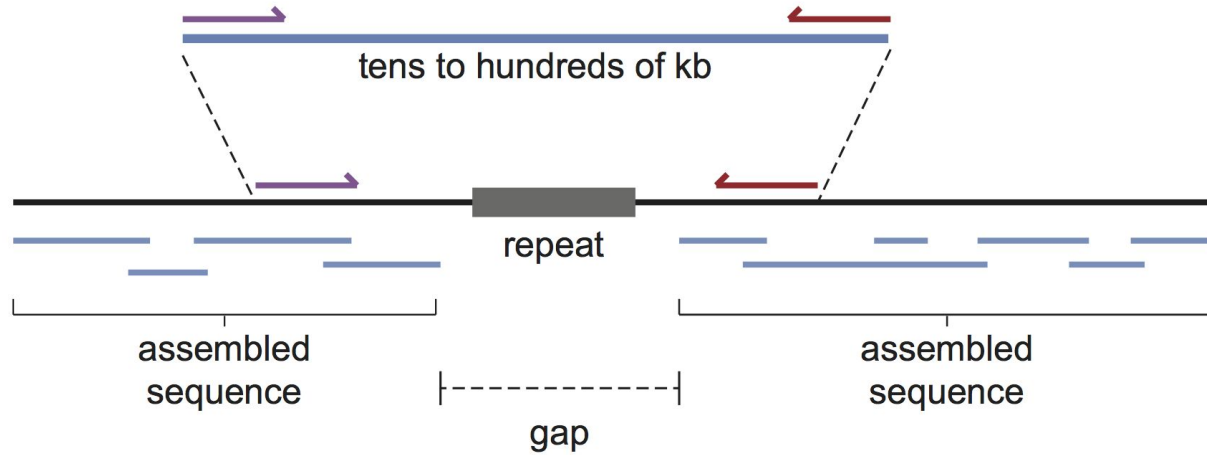 tens to hundreds of kb
repeat
assembled
sequence
assembled
sequence
gap